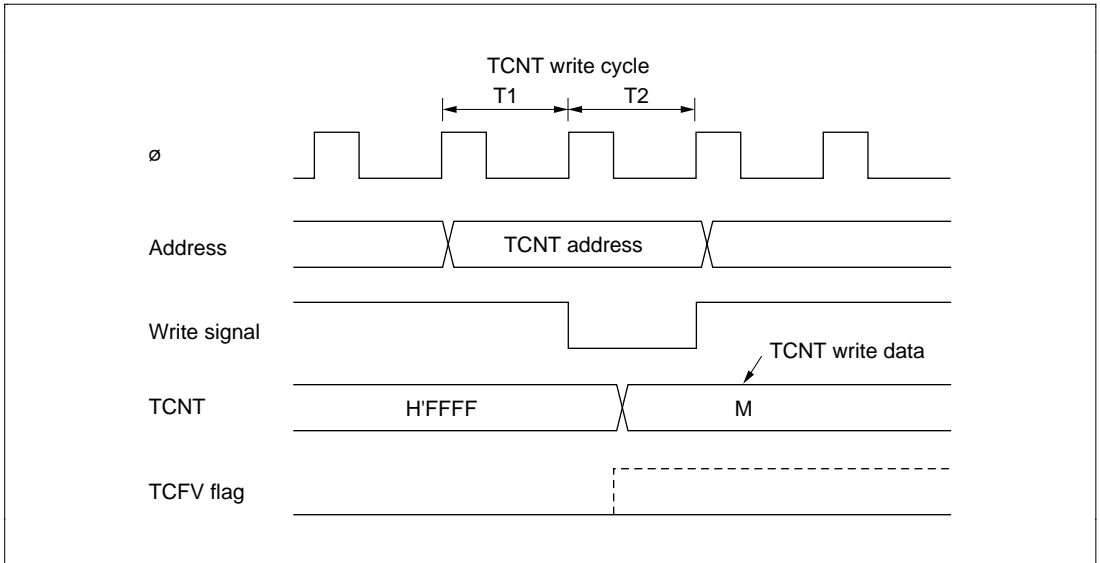 TCNT write cycle
T1 T2
ø
Address TCNT address
Write signal
TCNT write data
TCNT H'FFFF M
TCFV flag